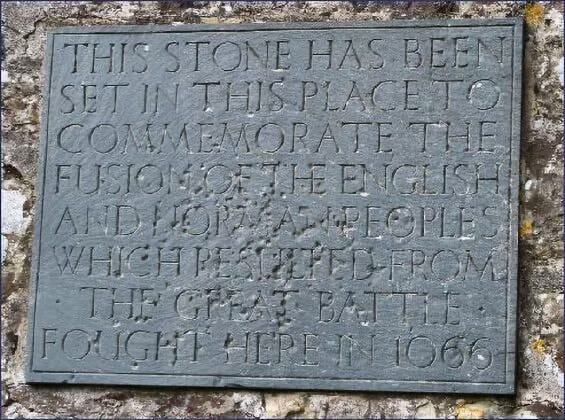 THIS STONE HAS BEEN
SET IN THIS PLACE TO
COMMEMORATE THE
FUSION OF THE ENGLISH
AND NORMAN PEOPLES
WHICH RESULTED FROM
· THE GREAT BATTLE ·
FOUGHT HERE IN 1066